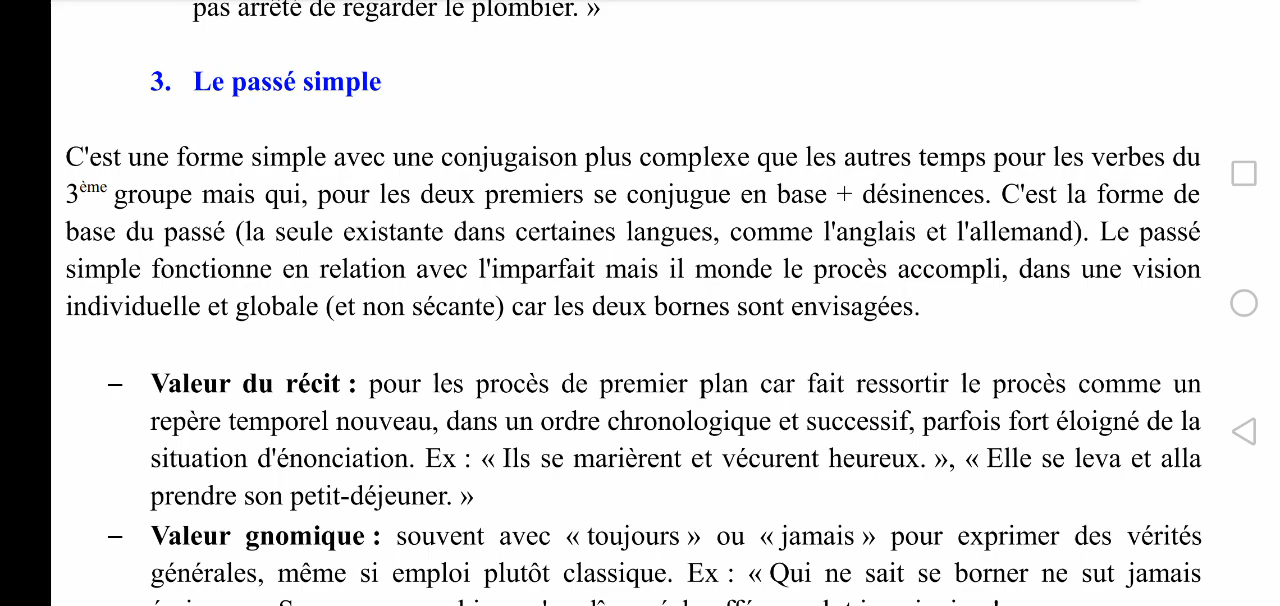 pas arrêté de regarder le plombier. »
3. Le passé simple
C'est une forme simple avec une conjugaison plus complexe que les autres temps pour les verbes du
3ème groupe mais qui, pour les deux premiers se conjugue en base + désinences. C'est la forme de
base du passé (la seule existante dans certaines langues, comme l'anglais et l'allemand). Le passé
simple fonctionne en relation avec l'imparfait mais il monde le procès accompli, dans une vision
individuelle et globale (et non sécante) car les deux bornes sont envisagées.
– Valeur du récit : pour les procès de premier plan car fait ressortir le procès comme un
repère temporel nouveau, dans un ordre chronologique et successif, parfois fort éloigné de la
situation d'énonciation. Ex : « Ils se marièrent et vécurent heureux. », « Elle se leva et alla
prendre son petit-déjeuner. »
– Valeur gnomique : souvent avec « toujours » ou « jamais » pour exprimer des vérités
générales, même si emploi plutôt classique. Ex : « Qui ne sait se borner ne sut jamais